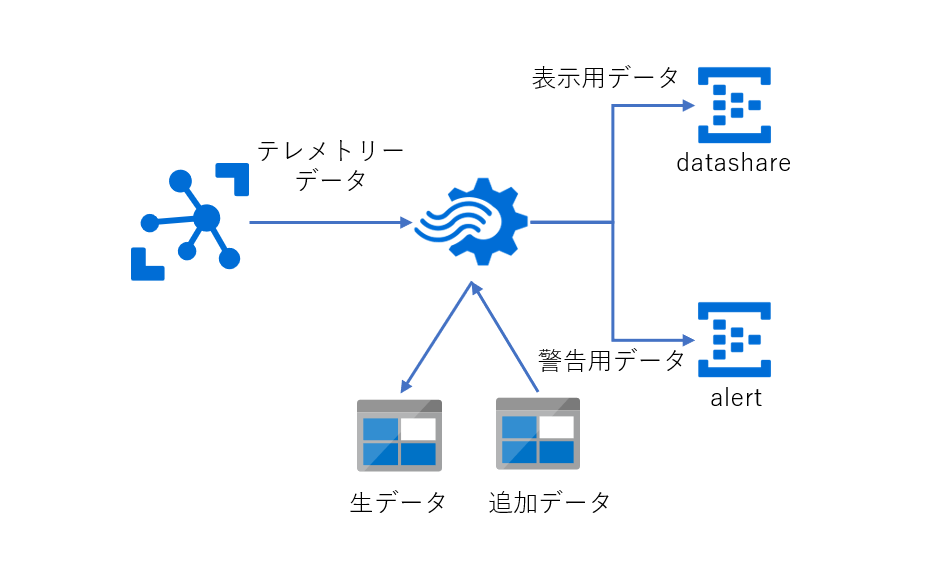 表示用データ
datashare
テレメトリー
データ
警告用データ
alert
生データ
追加データ